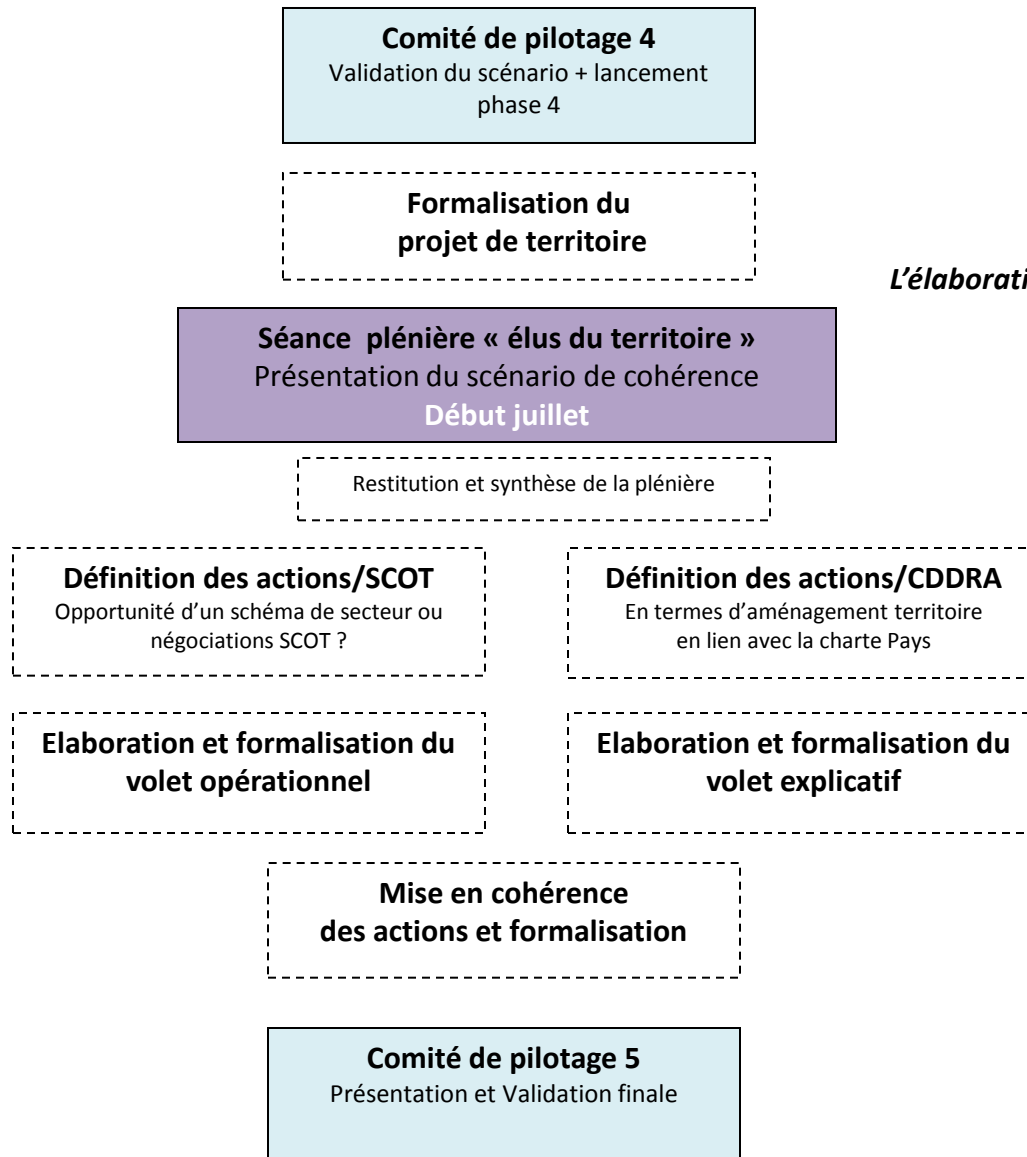 Comité de pilotage 4
Validation du scénario + lancement
phase 4
Formalisation du
projet de territoire
L’élaborati
Séance plénière « élus du territoire »
Présentation du scénario de cohérence
Début juillet
Restitution et synthèse de la plénière
Définition des actions/SCOT
Opportunité d’un schéma de secteur ou
négociations SCOT ?
Définition des actions/CDDRA
En termes d’aménagement territoire
en lien avec la charte Pays
Elaboration et formalisation du
volet opérationnel
Elaboration et formalisation du
volet explicatif
Mise en cohérence
des actions et formalisation
Comité de pilotage 5
Présentation et Validation finale